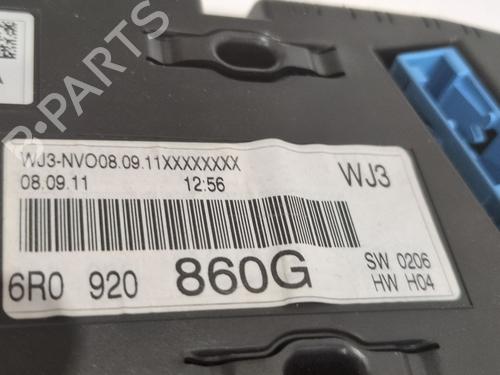 A
WJ3-NVO08.09.11XXXXXXXX
08.09.11 12:56 WJ3
6R0 920 860G SW 0206
HW H04
B-PARTS